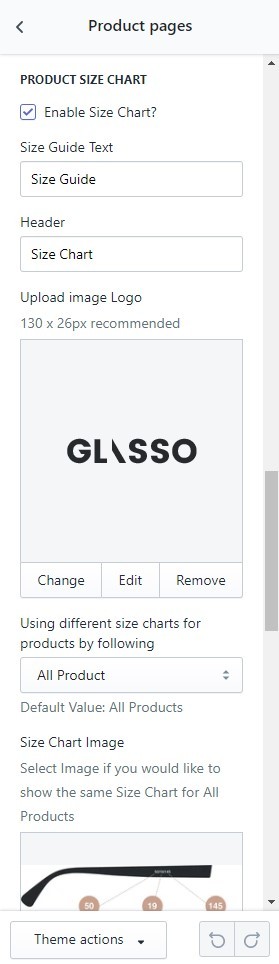 Product pages
PRODUCT SIZE CHART
Enable Size Chart?
Size Guide Text
Size Guide
Header
Size Chart
Upload image Logo
130 x 26px recommended
GLASSO
Change Edit Remove
Using different size charts for
products by following
All Product
Default Value: All Products
Size Chart Image
Select Image if you would like to
show the same Size Chart for All
Products
50 19 145
Theme actions